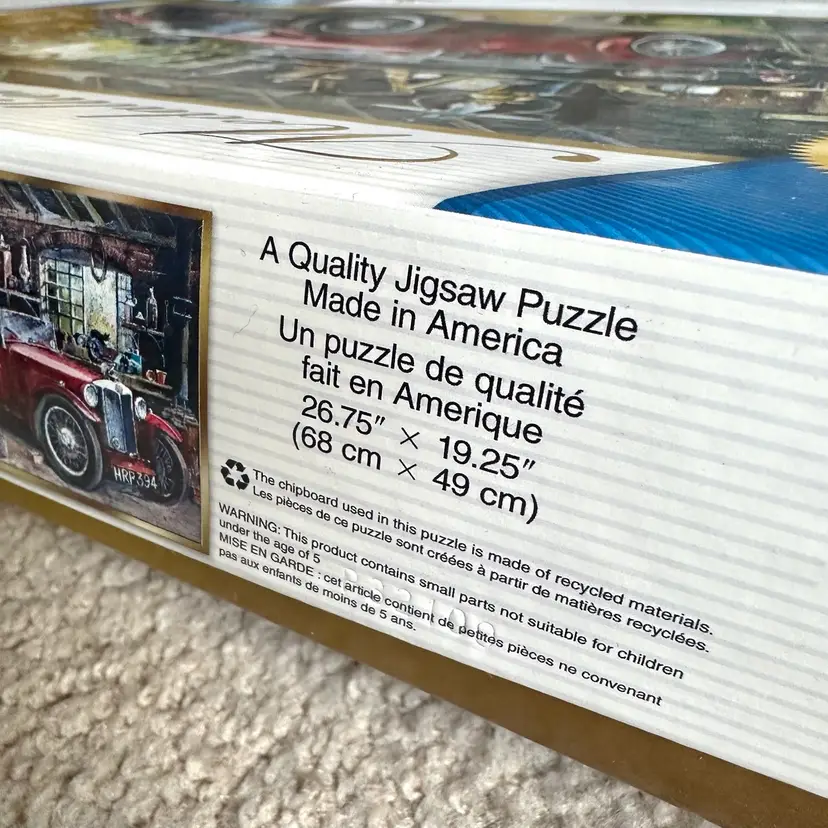 A Quality Jigsaw Puzzle
Made in America
Un puzzle de qualité
fait en Amerique
26.75" × 19.25"
(68 cm × 49 cm)
The chipboard used in this puzzle is made of recycled materials.
Les pièces de ce puzzle sont créées à partir de matières recyclées.
WARNING: This product contains small parts not suitable for children
under the age of 5
MISE EN GARDE : cet article contient de petites pièces ne convenant
pas aux enfants de moins de 5 ans.
HRP 394